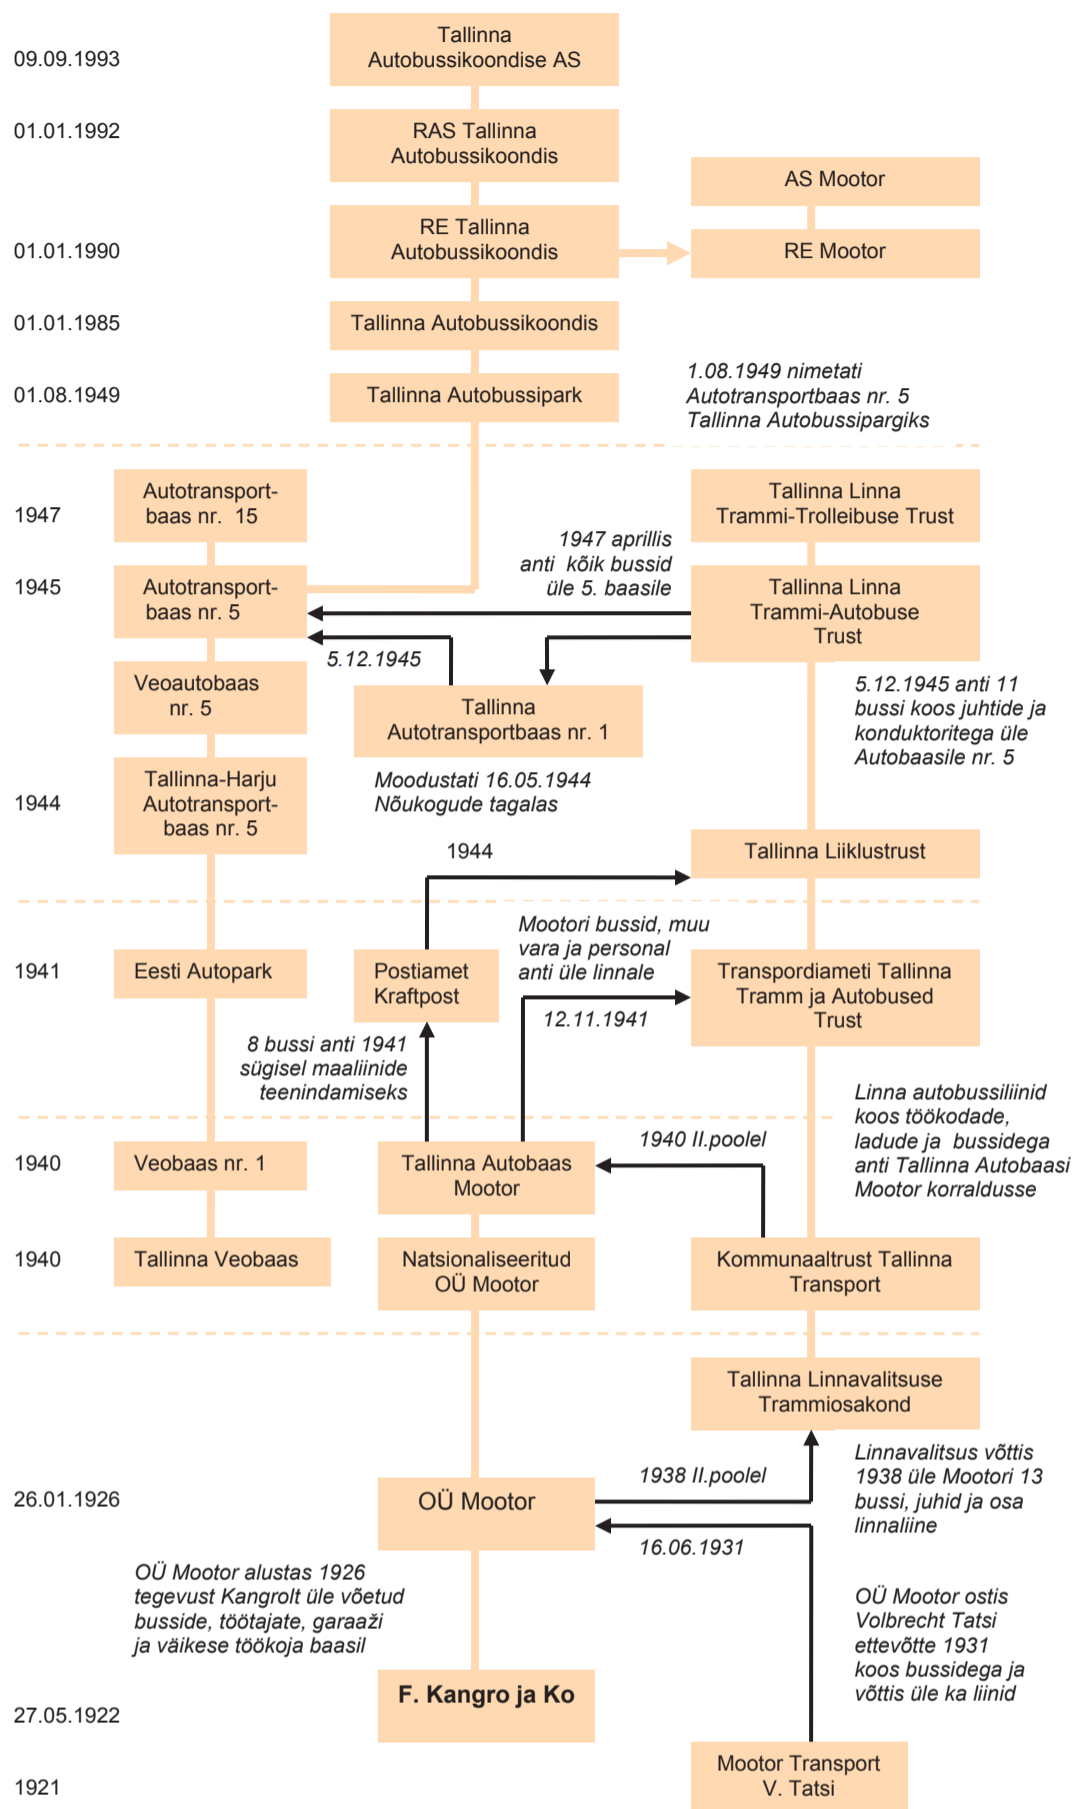 09.09.1993
Tallinna
Autobussikoondise AS
01.01.1992
RAS Tallinna
Autobussikoondis
AS Mootor
01.01.1990
RE Tallinna
Autobussikoondis
RE Mootor
01.01.1985
Tallinna Autobussikoondis
01.08.1949
Tallinna Autobussipark
1.08.1949 nimetati
Autotransportbaas nr. 5
Tallinna Autobussipargiks
1947
Autotransport-
baas nr. 15
Tallinna Linna
Trammi-Trolleibuse Trust
1947 aprillis
anti kõik bussid
üle 5. baasile
1945
Autotransport-
baas nr. 5
Tallinna Linna
Trammi-Autobuse
Trust
5.12.1945
Veoautobaas
nr. 5
Tallinna
Autotransportbaas nr. 1
5.12.1945 anti 11
bussi koos juhtide ja
konduktoritega üle
Autobaasile nr. 5
Moodustati 16.05.1944
Nõukogude tagalas
1944
Tallinna-Harju
Autotransport-
baas nr. 5
1944
Tallinna Liiklustrust
Mootori bussid, muu
vara ja personal
anti üle linnale
1941
Eesti Autopark
Postiamet
Kraftpost
Transpordiameti Tallinna
Tramm ja Autobused
Trust
12.11.1941
8 bussi anti 1941
sügisel maaliinide
teenindamiseks
Linna autobussiliinid
koos töökodade,
ladude ja bussidega
anti Tallinna Autobaasi
Mootor korraldusse
1940 II.poolel
1940
Veobaas nr. 1
Tallinna Autobaas
Mootor
1940
Tallinna Veobaas
Natsionaliseeritud
OÜ Mootor
Kommunaaltrust Tallinna
Transport
Tallinna Linnavalitsuse
Trammiosakond
1938 II.poolel
Linnavalitsus võttis
1938 üle Mootori 13
bussi, juhid ja osa
linnaliine
26.01.1926
OÜ Mootor
16.06.1931
OÜ Mootor alustas 1926
tegevust Kangrolt üle võetud
busside, töötajate, garaaži
ja väikese töökoja baasil
OÜ Mootor ostis
Volbrecht Tatsi
ettevõtte 1931
koos bussidega ja
võttis üle ka liinid
F. Kangro ja Ko
27.05.1922
Mootor Transport
V. Tatsi
1921